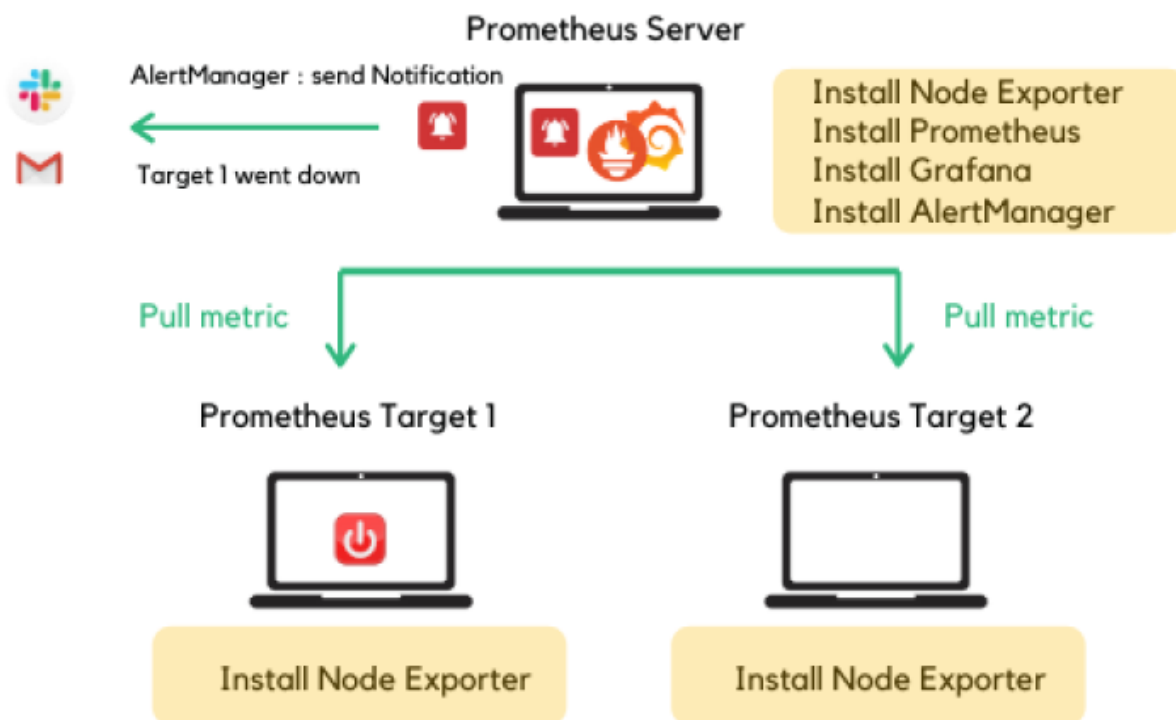 Prometheus Server
AlertManager : send Notification
Target 1 went down
Install Node Exporter
Install Prometheus
Install Grafana
Install AlertManager
Pull metric
Pull metric
Prometheus Target 1
Prometheus Target 2
Install Node Exporter
Install Node Exporter